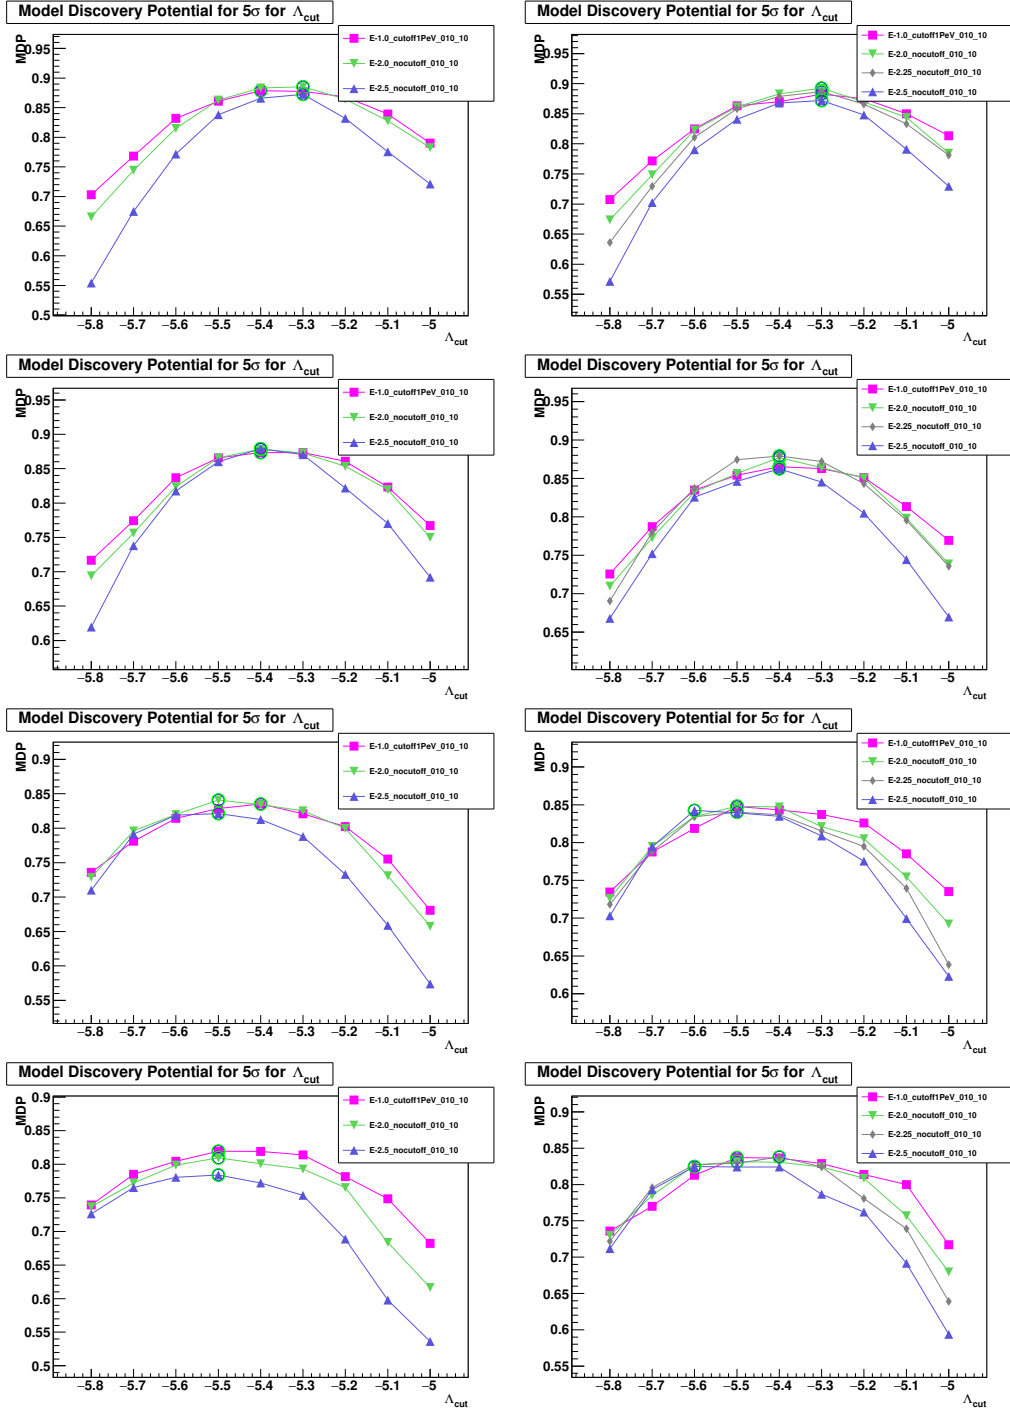 Model Discovery Potential for 5σ for Λcut
MDP
E-1.0_cutoff1PeV_010_10
E-2.0_nocutoff_010_10
E-2.5_nocutoff_010_10
0.95
0.9
0.85
0.8
0.75
0.7
0.65
0.6
0.55
0.5
−5.8 −5.7 −5.6 −5.5 −5.4 −5.3 −5.2 −5.1 −5
Λcut
Model Discovery Potential for 5σ for Λcut
MDP
E-1.0_cutoff1PeV_010_10
E-2.0_nocutoff_010_10
E-2.25_nocutoff_010_10
E-2.5_nocutoff_010_10
0.95
0.9
0.85
0.8
0.75
0.7
0.65
0.6
0.55
−5.8 −5.7 −5.6 −5.5 −5.4 −5.3 −5.2 −5.1 −5
Λcut
Model Discovery Potential for 5σ for Λcut
MDP
E-1.0_cutoff1PeV_010_10
E-2.0_nocutoff_010_10
E-2.5_nocutoff_010_10
0.95
0.9
0.85
0.8
0.75
0.7
0.65
0.6
−5.8 −5.7 −5.6 −5.5 −5.4 −5.3 −5.2 −5.1 −5
Λcut
Model Discovery Potential for 5σ for Λcut
MDP
E-1.0_cutoff1PeV_010_10
E-2.0_nocutoff_010_10
E-2.25_nocutoff_010_10
E-2.5_nocutoff_010_10
0.95
0.9
0.85
0.8
0.75
0.7
0.65
−5.8 −5.7 −5.6 −5.5 −5.4 −5.3 −5.2 −5.1 −5
Λcut
Model Discovery Potential for 5σ for Λcut
MDP
E-1.0_cutoff1PeV_010_10
E-2.0_nocutoff_010_10
E-2.5_nocutoff_010_10
0.9
0.85
0.8
0.75
0.7
0.65
0.6
0.55
−5.8 −5.7 −5.6 −5.5 −5.4 −5.3 −5.2 −5.1 −5
Λcut
Model Discovery Potential for 5σ for Λcut
MDP
E-1.0_cutoff1PeV_010_10
E-2.0_nocutoff_010_10
E-2.25_nocutoff_010_10
E-2.5_nocutoff_010_10
0.9
0.85
0.8
0.75
0.7
0.65
0.6
−5.8 −5.7 −5.6 −5.5 −5.4 −5.3 −5.2 −5.1 −5
Λcut
Model Discovery Potential for 5σ for Λcut
MDP
E-1.0_cutoff1PeV_010_10
E-2.0_nocutoff_010_10
E-2.5_nocutoff_010_10
0.9
0.85
0.8
0.75
0.7
0.65
0.6
0.55
0.5
−5.8 −5.7 −5.6 −5.5 −5.4 −5.3 −5.2 −5.1 −5
Λcut
Model Discovery Potential for 5σ for Λcut
MDP
E-1.0_cutoff1PeV_010_10
E-2.0_nocutoff_010_10
E-2.25_nocutoff_010_10
E-2.5_nocutoff_010_10
0.9
0.85
0.8
0.75
0.7
0.65
0.6
0.55
−5.8 −5.7 −5.6 −5.5 −5.4 −5.3 −5.2 −5.1 −5
Λcut